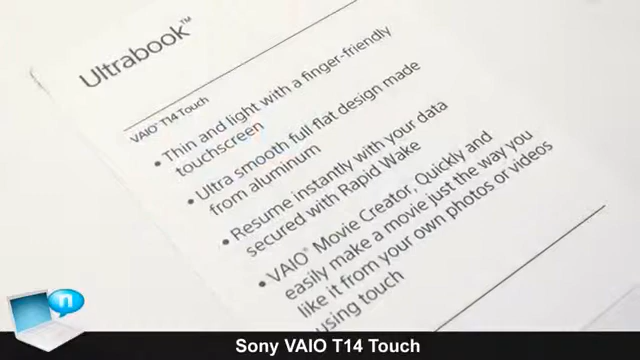 Ultrabook™
VAIO® T14 Touch
• Thin and light with a finger-friendly
touchscreen
• Ultra smooth full flat design made
from aluminum
• Resume instantly with your data
secured with Rapid Wake
• VAIO® Movie Creator, Quickly and
easily make a movie just the way you
like it from your own photos or videos
using touch
n
Sony VAIO T14 Touch